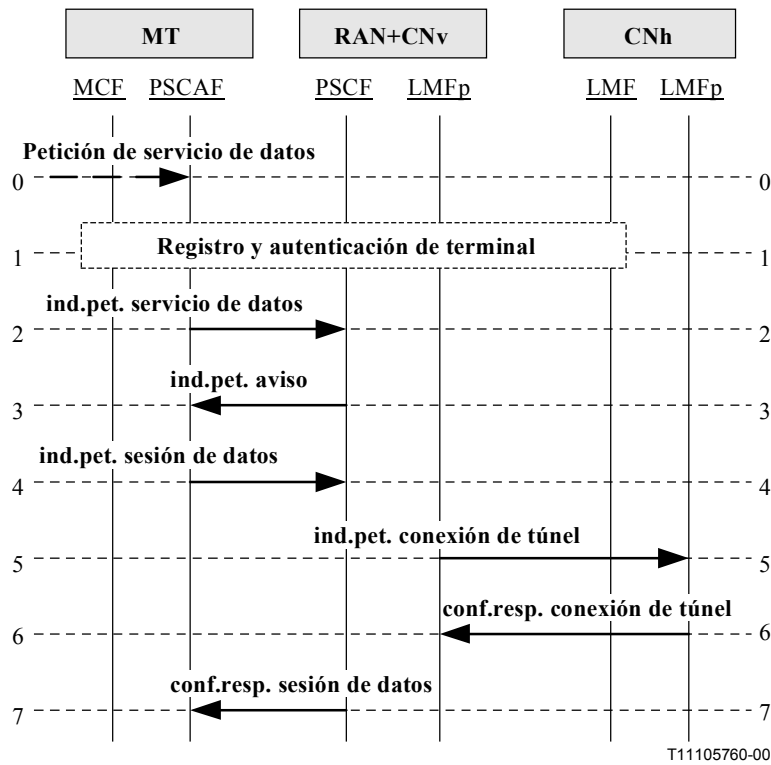 MT RAN+CNv CNh
MCF PSCAF PSCF LMFp LMF LMFp
Petición de servicio de datos
0 0
Registro y autenticación de terminal
1 1
ind.pet. servicio de datos
2 2
ind.pet. aviso
3 3
ind.pet. sesión de datos
4 4
ind.pet. conexión de túnel
5 5
conf.resp. conexión de túnel
6 6
conf.resp. sesión de datos
7 7
T11105760-00